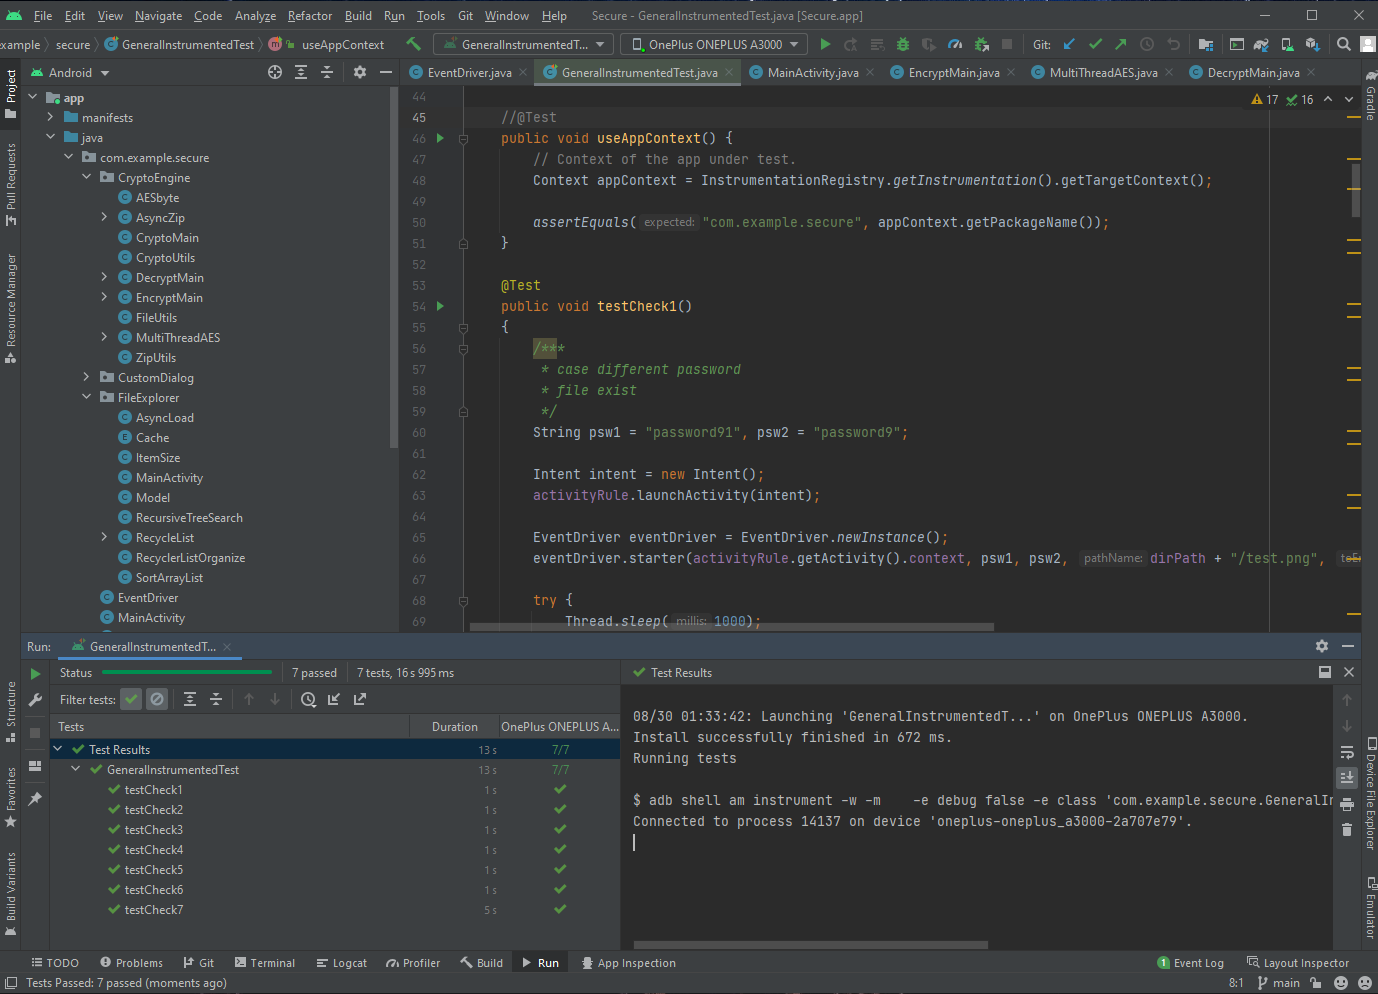 File Edit View Navigate Code Analyze Refactor Build Run Tools Git Window Help Secure - GeneralInstrumentedTest.java [Secure.app]
example secure GeneralInstrumentedTest useAppContext GeneralInstrumentedT... OnePlus ONEPLUS A3000 Git:
Android EventDriver.java GeneralInstrumentedTest.java MainActivity.java EncryptMain.java MultiThreadAES.java DecryptMain.java
Project
Pull Requests
Resource Manager
Structure
Favorites
Build Variants
app
manifests
java
com.example.secure
CryptoEngine
AESbyte
AsyncZip
CryptoMain
CryptoUtils
DecryptMain
EncryptMain
FileUtils
MultiThreadAES
ZipUtils
CustomDialog
FileExplorer
AsyncLoad
Cache
ItemSize
MainActivity
Model
RecursiveTreeSearch
RecycleList
RecyclerListOrganize
SortArrayList
EventDriver
MainActivity
17 16
44
45 //@Test
46 public void useAppContext() {
47 // Context of the app under test.
48 Context appContext = InstrumentationRegistry.getInstrumentation().getTargetContext();
49
50 assertEquals( expected: "com.example.secure", appContext.getPackageName());
51 }
52
53 @Test
54 public void testCheck1()
55 {
56 /***
57 * case different password
58 * file exist
59 */
60 String psw1 = "password91", psw2 = "password9";
61
62 Intent intent = new Intent();
63 activityRule.launchActivity(intent);
64
65 EventDriver eventDriver = EventDriver.newInstance();
66 eventDriver.starter(activityRule.getActivity().context, psw1, psw2, pathName: dirPath + "/test.png",
67
68 try {
69 Thread.sleep( millis: 1000);
Gradle
Device File Explorer
Emulator
Run: GeneralInstrumentedT...
Status 7 passed 7 tests, 16 s 995 ms
Filter tests:
Tests Duration OnePlus ONEPLUS A...
Test Results 13 s 7/7
GeneralInstrumentedTest 13 s 7/7
testCheck1 1 s
testCheck2 1 s
testCheck3 1 s
testCheck4 1 s
testCheck5 1 s
testCheck6 1 s
testCheck7 5 s
Test Results
08/30 01:33:42: Launching 'GeneralInstrumentedT...' on OnePlus ONEPLUS A3000.
Install successfully finished in 672 ms.
Running tests
$ adb shell am instrument -w -m -e debug false -e class 'com.example.secure.GeneralI
Connected to process 14137 on device 'oneplus-oneplus_a3000-2a707e79'.
TODO Problems Git Terminal Logcat Profiler Build Run App Inspection Event Log Layout Inspector
Tests Passed: 7 passed (moments ago) 8:1 main